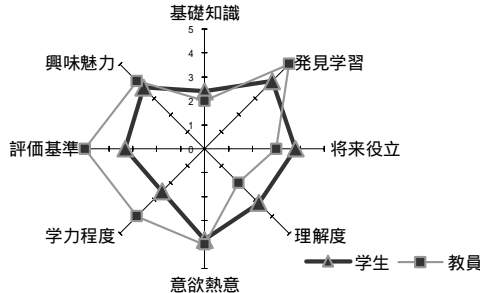 基礎知識
5
4
3
2
1
0
発見学習
将来役立
理解度
意欲熱意
学力程度
評価基準
興味魅力
学生
教員